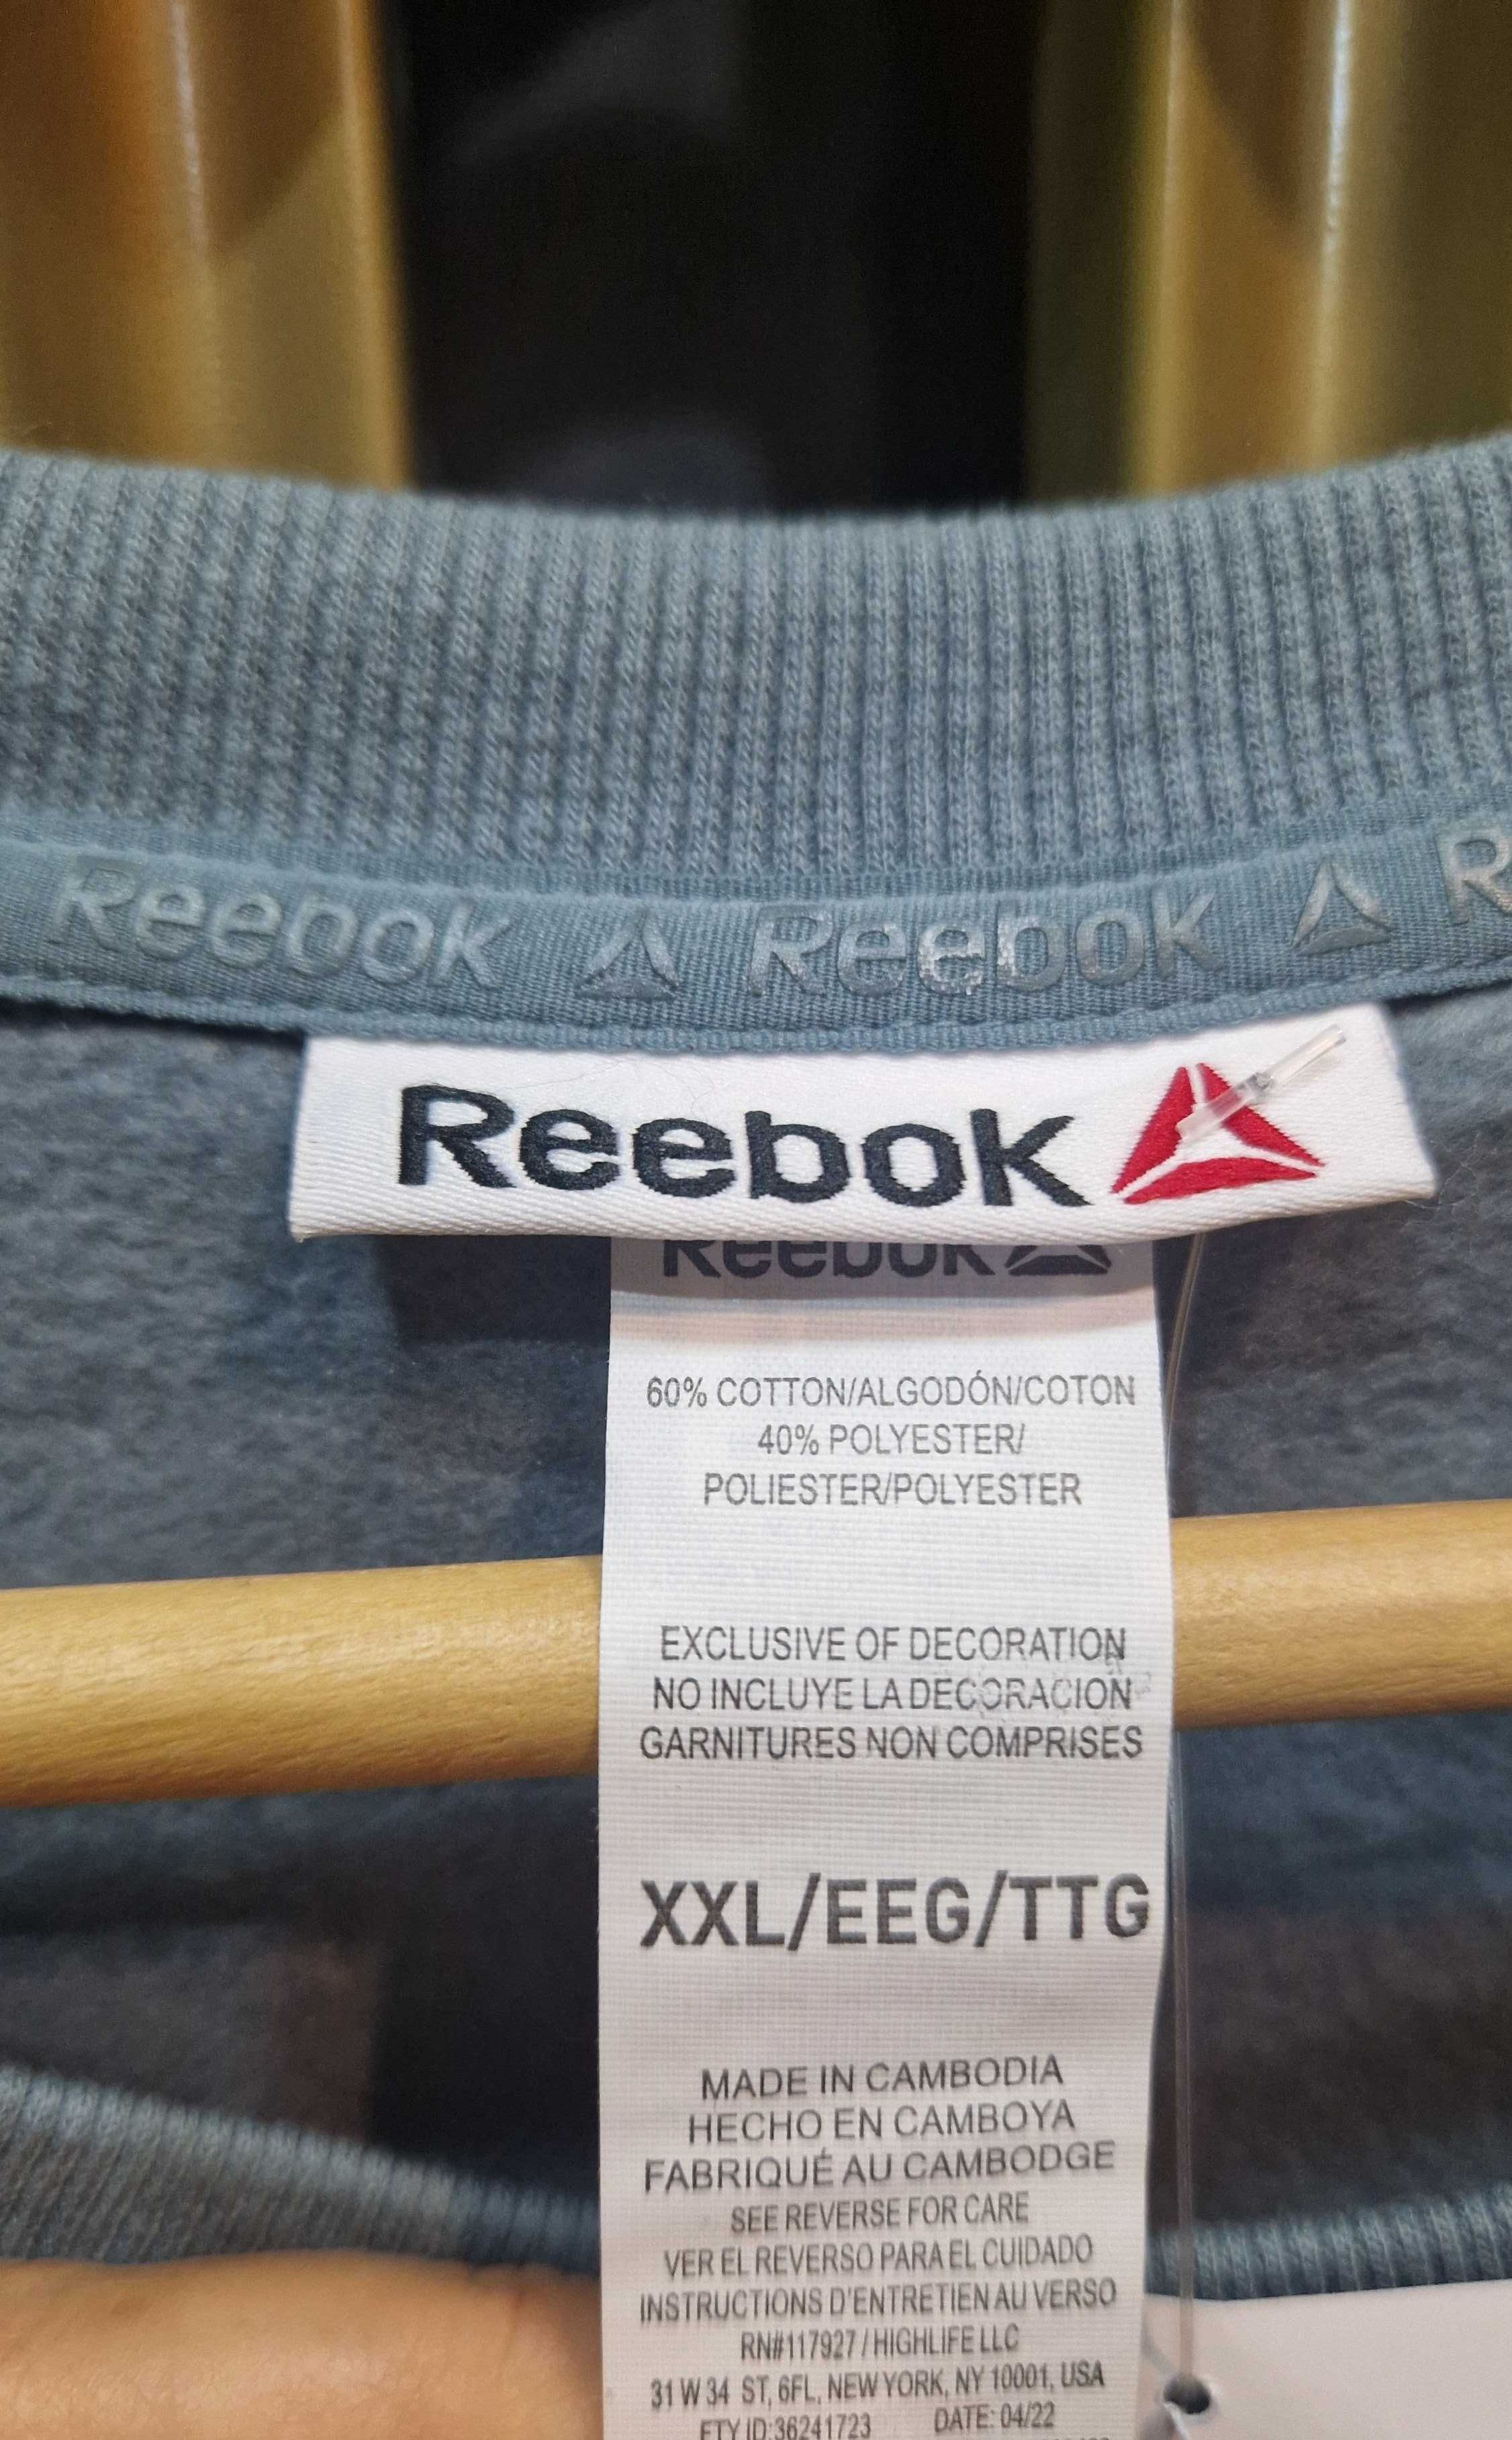 Reebok Reebok R
Reebok
Reebok
60% COTTON/ALGODÓN/COTON
40% POLYESTER/
POLIESTER/POLYESTER
EXCLUSIVE OF DECORATION
NO INCLUYE LA DECORACION
GARNITURES NON COMPRISES
XXL/EEG/TTG
MADE IN CAMBODIA
HECHO EN CAMBOYA
FABRIQUÉ AU CAMBODGE
SEE REVERSE FOR CARE
VER EL REVERSO PARA EL CUIDADO
INSTRUCTIONS D'ENTRETIEN AU VERSO
RN#117927 / HIGHLIFE LLC
31 W 34 ST, 6FL, NEW YORK, NY 10001, USA
FTY ID:36241723 DATE: 04/22